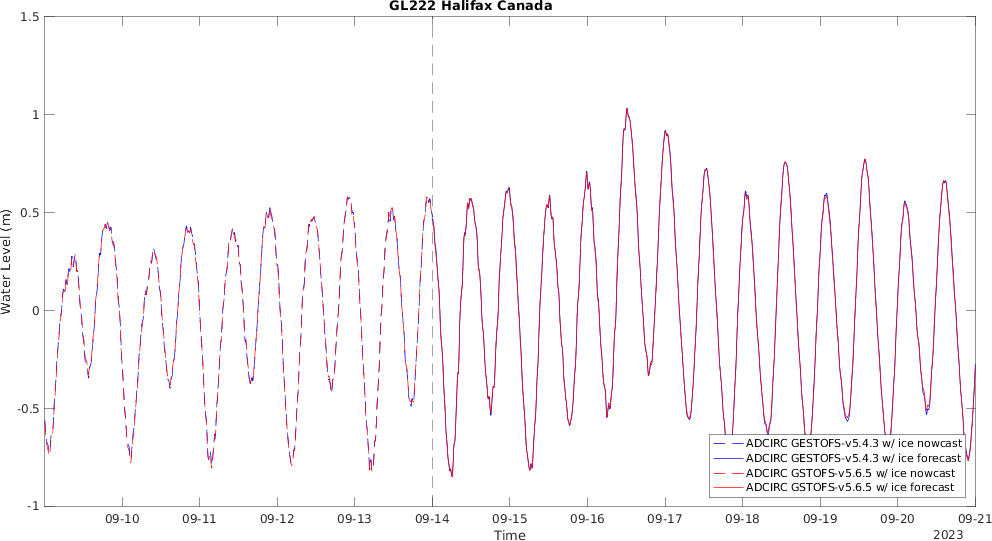 GL222 Halifax Canada
1.5
1
0.5
0
-0.5
-1
Water Level (m)
ADCIRC GESTOFS-v5.4.3 w/ ice nowcast
ADCIRC GESTOFS-v5.4.3 w/ ice forecast
ADCIRC GSTOFS-v5.6.5 w/ ice nowcast
ADCIRC GSTOFS-v5.6.5 w/ ice forecast
09-10 09-11 09-12 09-13 09-14 09-15 09-16 09-17 09-18 09-19 09-20 09-21
Time
2023